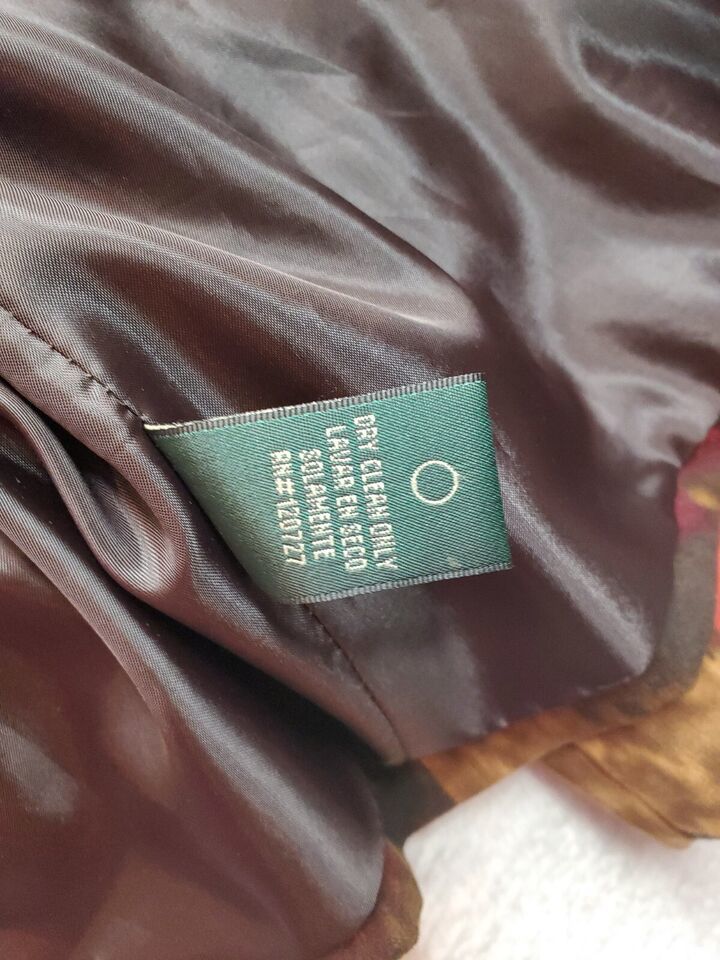 DRY CLEAN ONLY
LAVAR EN SECO
SOLAMENTE
RN# 120727